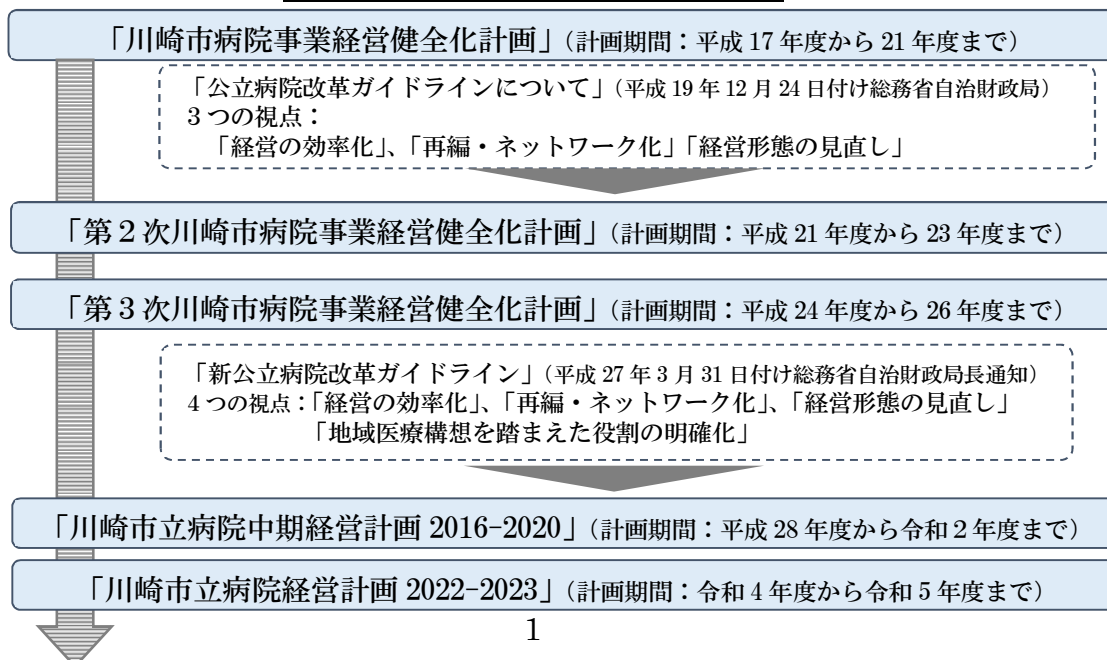 「川崎市病院事業経営健全化計画」（計画期間：平成 17 年度から 21 年度まで）
「公立病院改革ガイドラインについて」（平成 19 年 12 月 24 日付け総務省自治財政局）
３つの視点：
「経営の効率化」、「再編・ネットワーク化」「経営形態の見直し」
「第２次川崎市病院事業経営健全化計画」（計画期間：平成 21 年度から 23 年度まで）
「第３次川崎市病院事業経営健全化計画」（計画期間：平成 24 年度から 26 年度まで）
「新公立病院改革ガイドライン」（平成 27 年 3 月 31 日付け総務省自治財政局長通知）
４つの視点：「経営の効率化」、「再編・ネットワーク化」、「経営形態の見直し」
「地域医療構想を踏まえた役割の明確化」
「川崎市立病院中期経営計画 2016-2020」（計画期間：平成 28 年度から令和２年度まで）
「川崎市立病院経営計画 2022-2023」（計画期間：令和 4 年度から令和 5 年度まで）
1